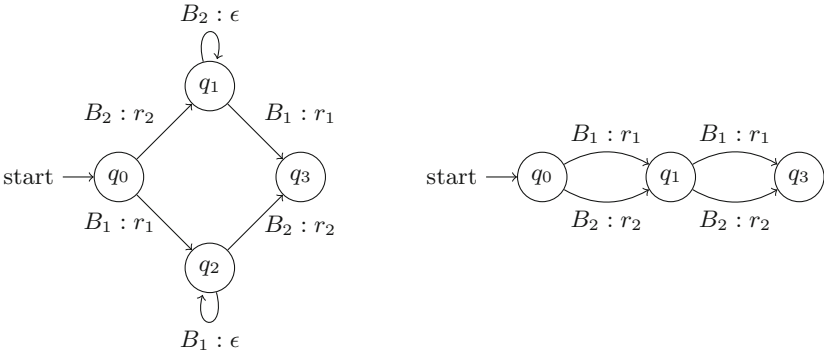 B₂ : ϵ
q₁
B₂ : r₂
B₁ : r₁
start
q₀
q₃
B₁ : r₁
B₂ : r₂
q₂
B₁ : ϵ
B₁ : r₁
B₁ : r₁
start
q₀
q₁
q₃
B₂ : r₂
B₂ : r₂